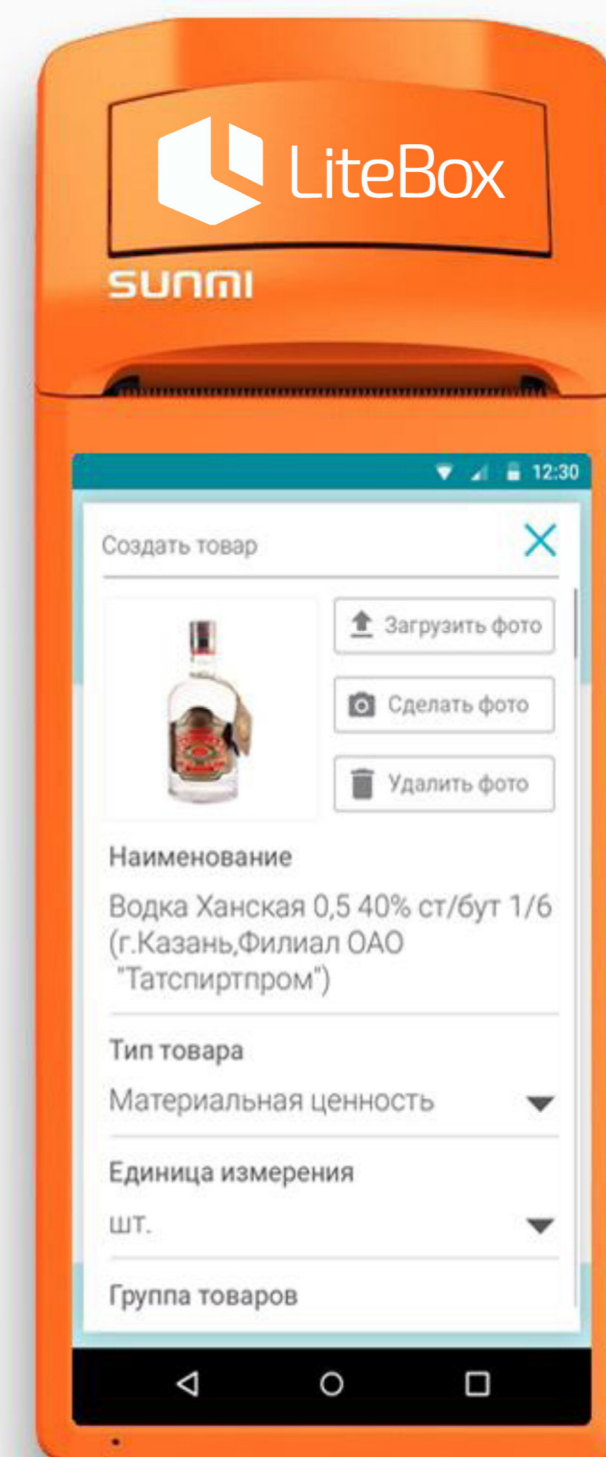 LiteBox
SUNMI
12:30
Создать товар
Загрузить фото
Сделать фото
Удалить фото
Наименование
Водка Ханская 0,5 40% ст/бут 1/6
(г.Казань,Филиал ОАО
"Татспиртпром")
Тип товара
Материальная ценность
Единица измерения
шт.
Группа товаров